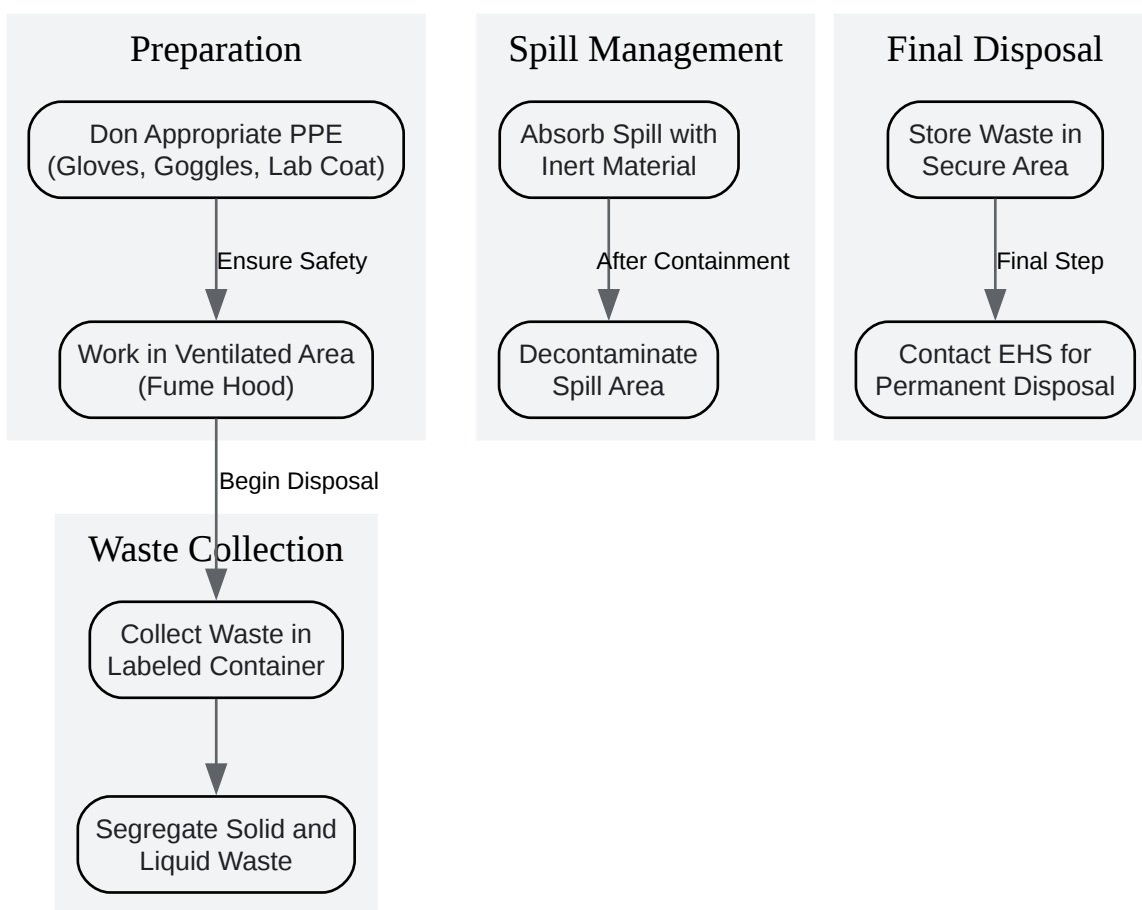 Preparation
Don Appropriate PPE
(Gloves, Goggles, Lab Coat)
Ensure Safety
Work in Ventilated Area
(Fume Hood)
Begin Disposal
Waste Collection
Collect Waste in
Labeled Container
Segregate Solid and
Liquid Waste
Spill Management
Absorb Spill with
Inert Material
After Containment
Decontaminate
Spill Area
Final Disposal
Store Waste in
Secure Area
Final Step
Contact EHS for
Permanent Disposal